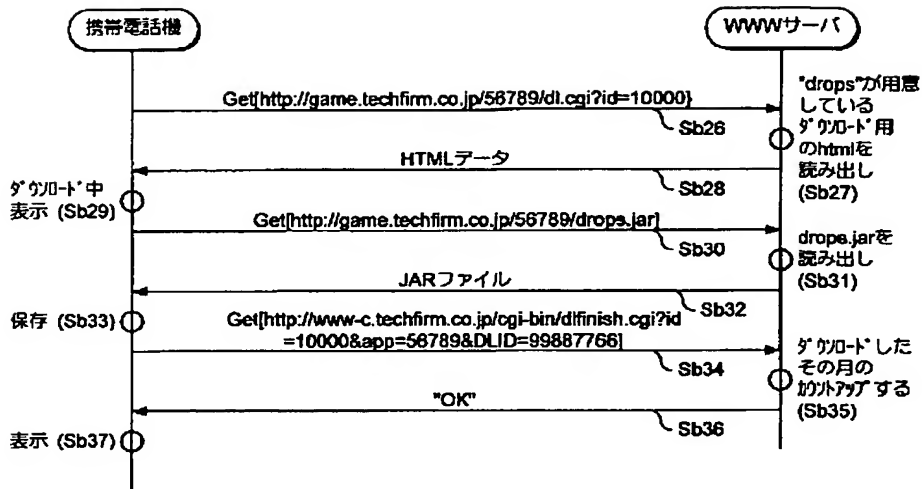 携帯電話機
WWWサーバ
Get{http://game.techfirm.co.jp/56789/dl.cgi?id=10000}
Sb26
"drops"が用意
している
ダウンロード用
のhtmlを
読み出し
(Sb27)
HTMLデータ
Sb28
ダウンロード中
表示 (Sb29)
Get[http://game.techfirm.co.jp/56789/drops.jar]
Sb30
drops.jarを
読み出し
(Sb31)
JARファイル
Sb32
保存 (Sb33)
Get[http://www-c.techfirm.co.jp/cgi-bin/dlfinish.cgi?id
=10000&app=56789&DLID=99887766]
Sb34
ダウンロードした
その月の
カウントアップする
(Sb35)
"OK"
Sb36
表示 (Sb37)